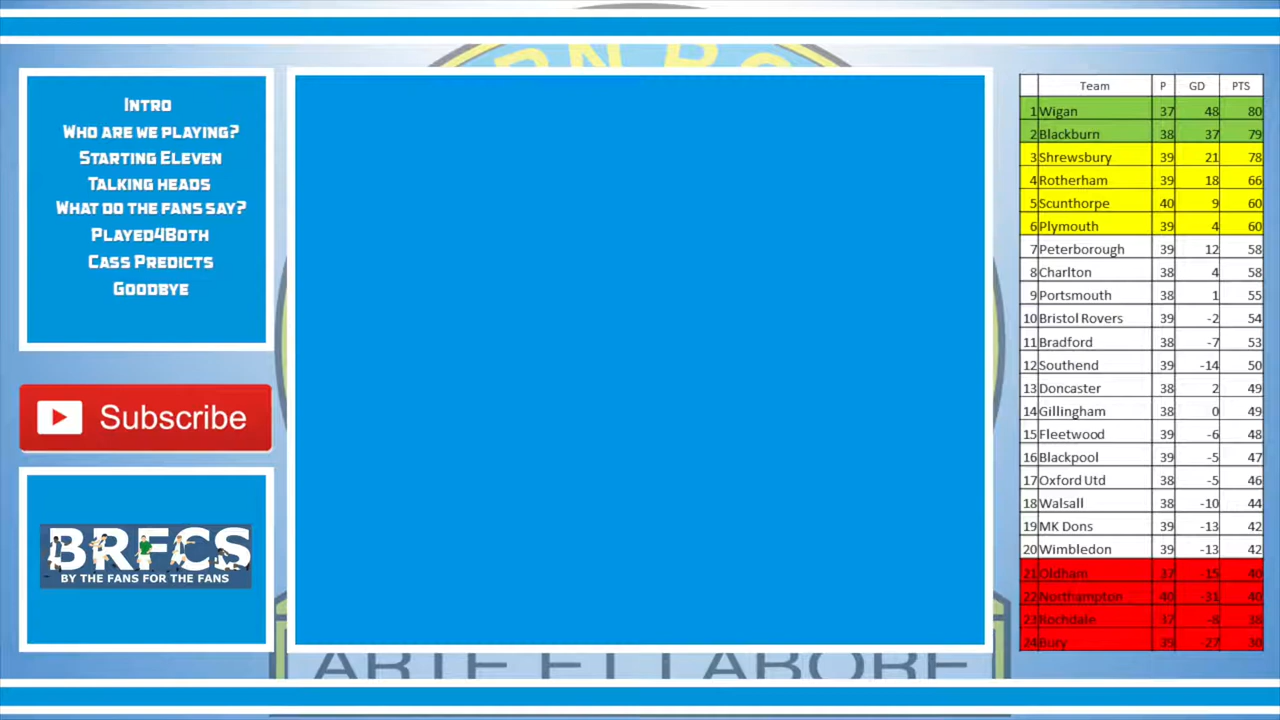 RN RO
Intro
Who are we playing?
Starting Eleven
Talking heads
What do the fans say?
Played4Both
Cass Predicts
Goodbye
Subscribe
BRFCS
BY THE FANS FOR THE FANS
Team P GD PTS
1 Wigan 37 48 80
2 Blackburn 38 37 79
3 Shrewsbury 39 21 78
4 Rotherham 39 18 66
5 Scunthorpe 40 9 60
6 Plymouth 39 4 60
7 Peterborough 39 12 58
8 Charlton 38 4 58
9 Portsmouth 38 1 55
10 Bristol Rovers 39 -2 54
11 Bradford 38 -7 53
12 Southend 39 -14 50
13 Doncaster 38 2 49
14 Gillingham 38 0 49
15 Fleetwood 39 -6 48
16 Blackpool 39 -5 47
17 Oxford Utd 38 -5 46
18 Walsall 38 -10 44
19 MK Dons 39 -13 42
20 Wimbledon 39 -13 42
21 Oldham 37 -15 40
22 Northampton 40 -31 40
23 Rochdale 37 -8 38
24 Bury 39 -27 30
ARTE ET LABORE